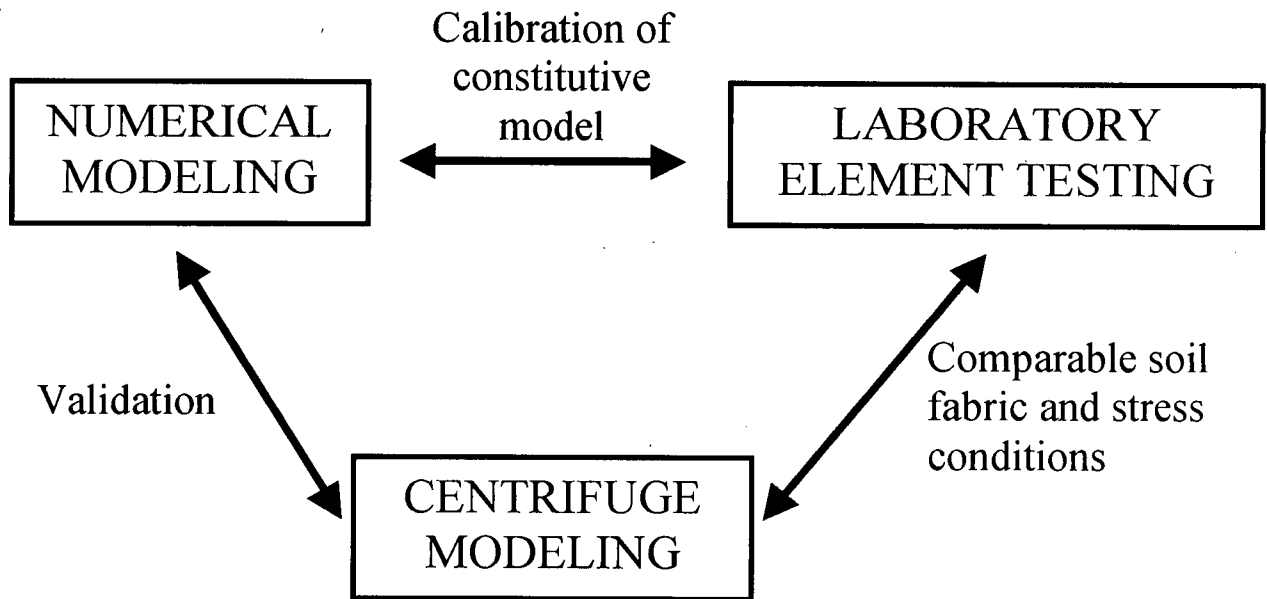 Calibration of
constitutive
model
NUMERICAL
MODELING
LABORATORY
ELEMENT TESTING
Validation
Comparable soil
fabric and stress
conditions
CENTRIFUGE
MODELING